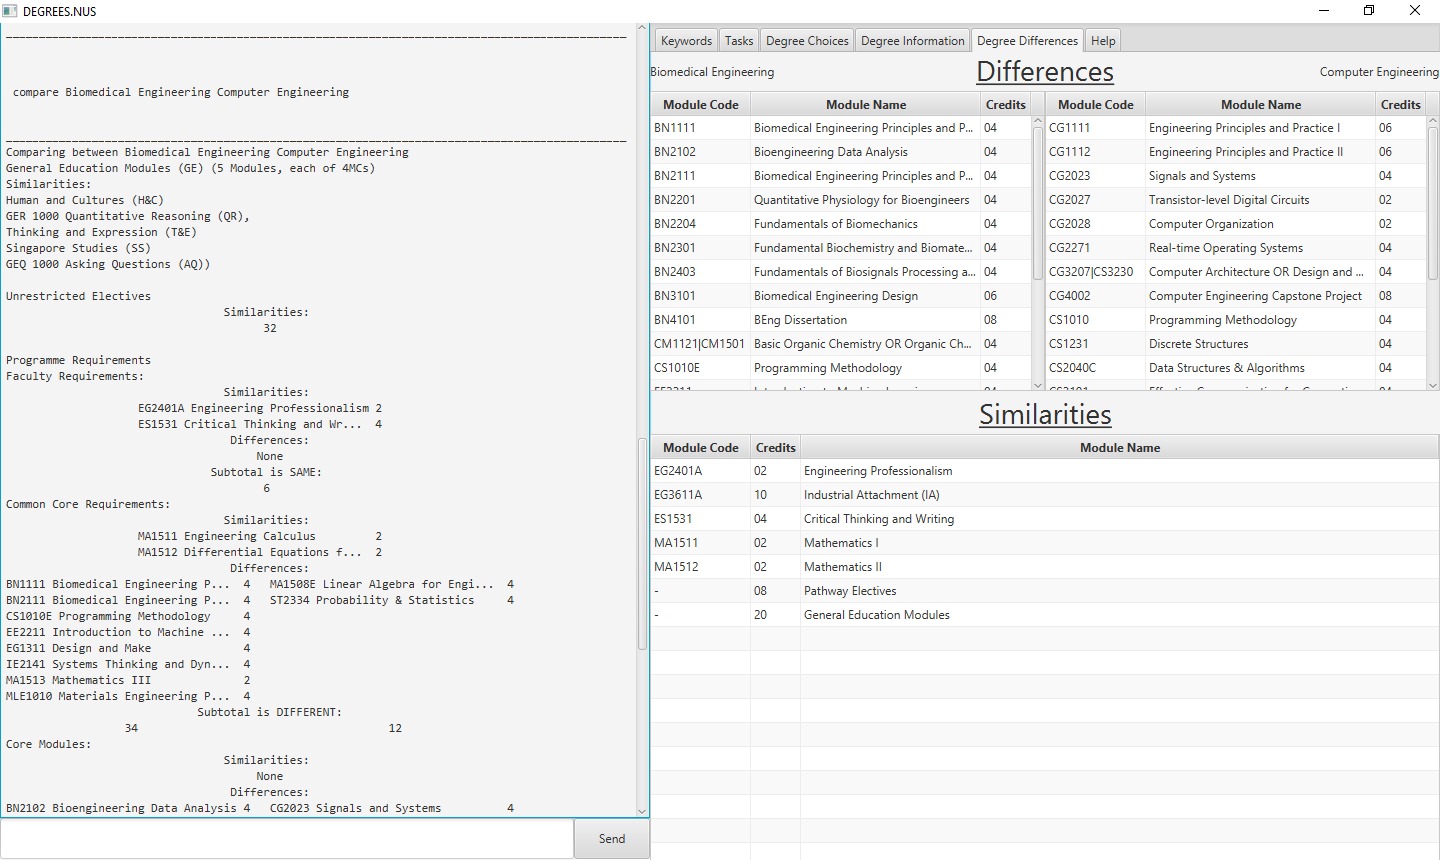 DEGREES.NUS
compare Biomedical Engineering Computer Engineering
Comparing between Biomedical Engineering Computer Engineering
General Education Modules (GE) (5 Modules, each of 4MCs)
Similarities:
Human and Cultures (H&C)
GER 1000 Quantitative Reasoning (QR),
Thinking and Expression (T&E)
Singapore Studies (SS)
GEQ 1000 Asking Questions (AQ))
Unrestricted Electives
Similarities:
32
Programme Requirements
Faculty Requirements:
Similarities:
EG2401A Engineering Professionalism 2
ES1531 Critical Thinking and Wr... 4
Differences:
None
Subtotal is SAME:
6
Common Core Requirements:
Similarities:
MA1511 Engineering Calculus 2
MA1512 Differential Equations f... 2
Differences:
BN1111 Biomedical Engineering P... 4 MA1508E Linear Algebra for Engi... 4
BN2111 Biomedical Engineering P... 4 ST2334 Probability & Statistics 4
CS1010E Programming Methodology 4
EE2211 Introduction to Machine ... 4
EG1311 Design and Make 4
IE2141 Systems Thinking and Dyn... 4
MA1513 Mathematics III 2
MLE1010 Materials Engineering P... 4
Subtotal is DIFFERENT:
34 12
Core Modules:
Similarities:
None
Differences:
BN2102 Bioengineering Data Analysis 4 CG2023 Signals and Systems 4
Send
Keywords Tasks Degree Choices Degree Information Degree Differences Help
Biomedical Engineering Differences Computer Engineering
Module Code Module Name Credits Module Code Module Name Credits
BN1111 Biomedical Engineering Principles and P... 04 CG1111 Engineering Principles and Practice I 06
BN2102 Bioengineering Data Analysis 04 CG1112 Engineering Principles and Practice II 06
BN2111 Biomedical Engineering Principles and P... 04 CG2023 Signals and Systems 04
BN2201 Quantitative Physiology for Bioengineers 04 CG2027 Transistor-level Digital Circuits 02
BN2204 Fundamentals of Biomechanics 04 CG2028 Computer Organization 02
BN2301 Fundamental Biochemistry and Biomate... 04 CG2271 Real-time Operating Systems 04
BN2403 Fundamentals of Biosignals Processing a... 04 CG3207|CS3230 Computer Architecture OR Design and ... 04
BN3101 Biomedical Engineering Design 06 CG4002 Computer Engineering Capstone Project 08
BN4101 BEng Dissertation 08 CS1010 Programming Methodology 04
CM1121|CM1501 Basic Organic Chemistry OR Organic Ch... 04 CS1231 Discrete Structures 04
CS1010E Programming Methodology 04 CS2040C Data Structures & Algorithms 04
Similarities
Module Code Credits Module Name
EG2401A 02 Engineering Professionalism
EG3611A 10 Industrial Attachment (IA)
ES1531 04 Critical Thinking and Writing
MA1511 02 Mathematics I
MA1512 02 Mathematics II
- 08 Pathway Electives
- 20 General Education Modules